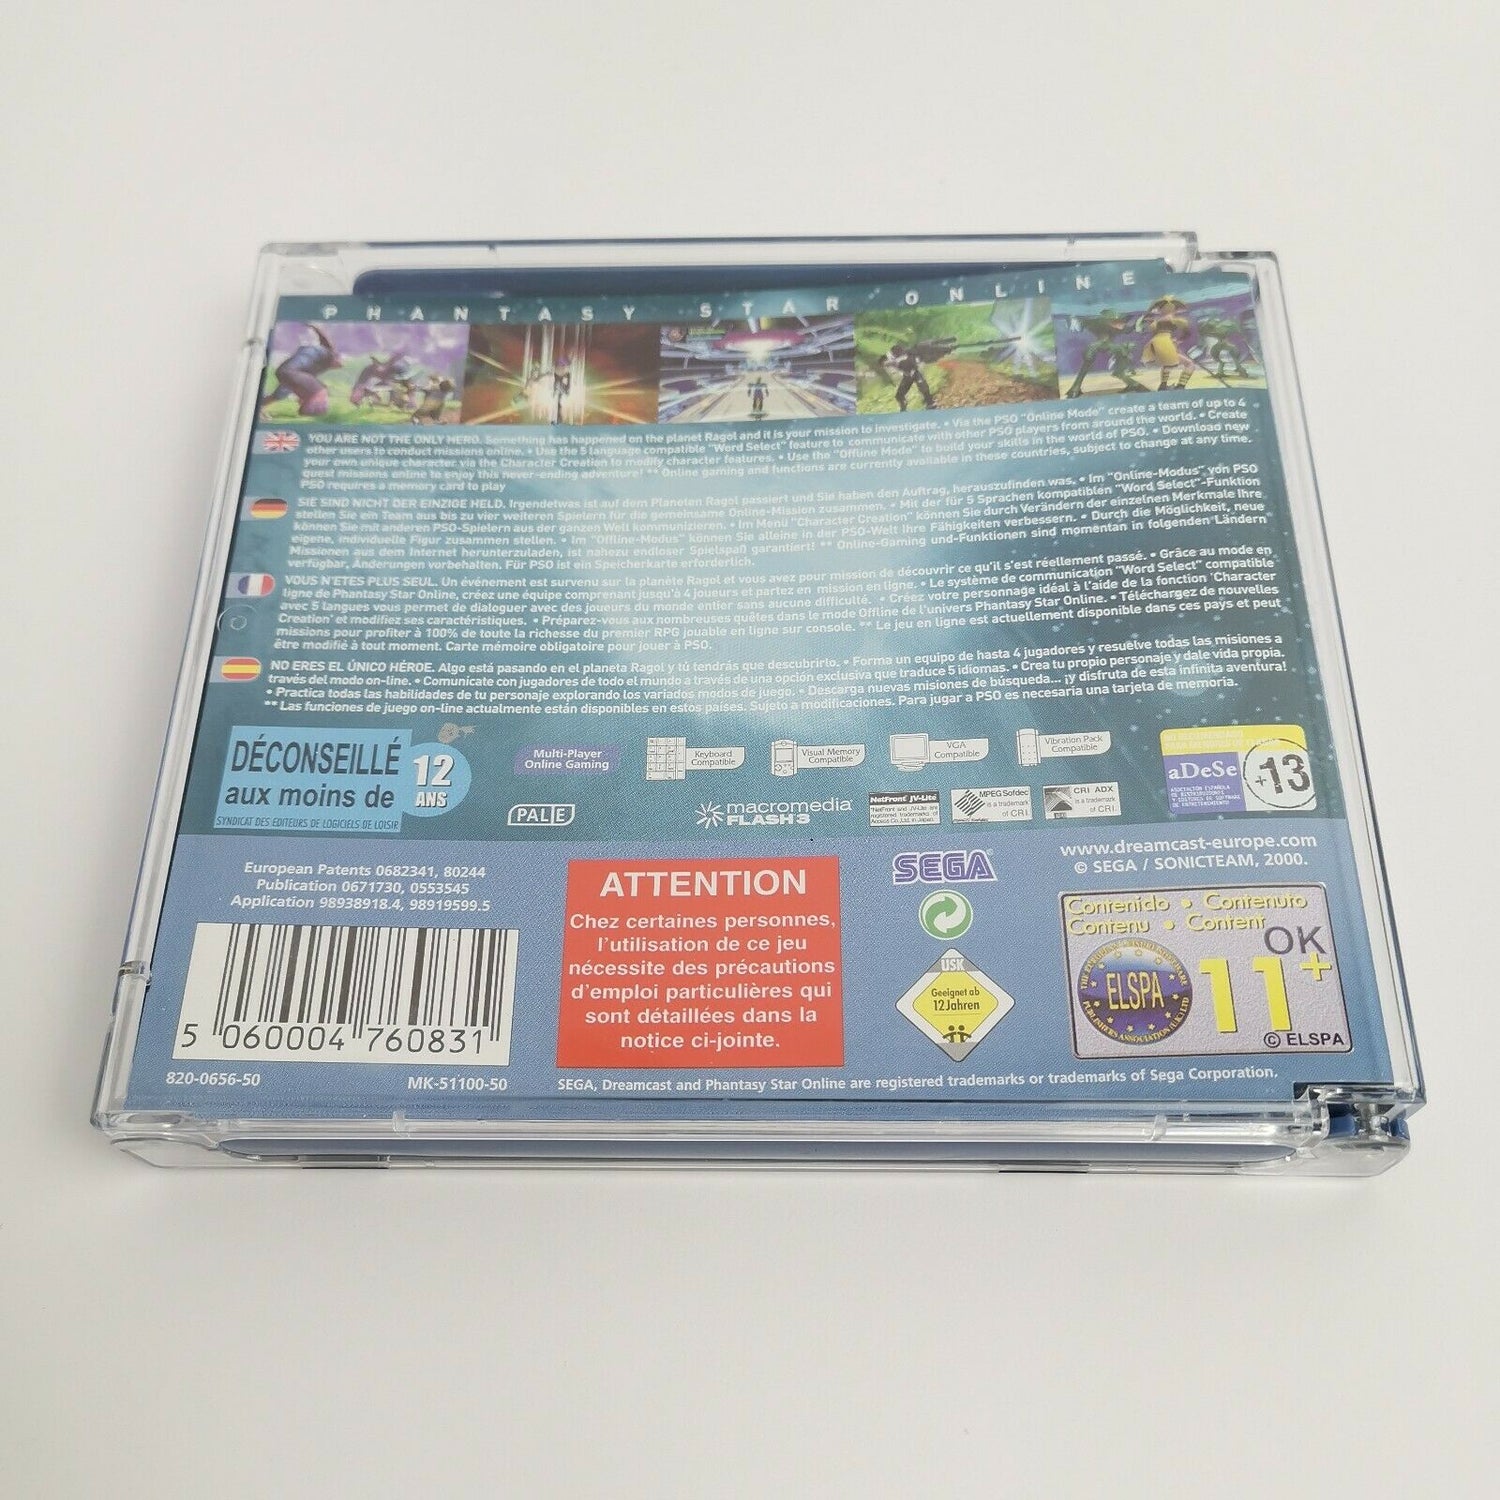 PHANTASY STAR ONLINE
YOU ARE NOT THE ONLY HERO. Something has happened on the planet Ragol and it is your mission to investigate. • Via the PSO "Online Mode" create a team of up to 4
other users to conduct missions online. • Use the 5 language compatible "Word Select" feature to communicate with other PSO players from around the world. • Create
your own unique character via the Character Creation to modify character features. • Use the "Offline Mode" to build your skills in the world of PSO. • Download new
quest missions online to enjoy this never-ending adventure! ** Online gaming and functions are currently available in these countries, subject to change at any time.
PSO requires a memory card to play
SIE SIND NICHT DER EINZIGE HELD. Irgendetwas ist auf dem Planeten Ragol passiert und Sie haben den Auftrag, herauszufinden was. • Im "Online-Modus" von PSO
stellen Sie ein Team aus bis zu vier weiteren Spielern für die gemeinsame Online-Mission zusammen. • Mit der für 5 Sprachen kompatiblen "Word Select"-Funktion
können Sie mit anderen PSO-Spielern aus der ganzen Welt kommunizieren. • Im Menü "Character Creation" können Sie durch Verändern der einzelnen Merkmale Ihre
eigene, individuelle Figur zusammen stellen. • Im "Offline-Modus" können Sie alleine in der PSO-Welt Ihre Fähigkeiten verbessern. • Durch die Möglichkeit, neue
Missionen aus dem Internet herunterzuladen, ist nahezu endloser Spielspaß garantiert! ** Online-Gaming und-Funktionen sind momentan in folgenden Ländern
verfügbar, Änderungen vorbehalten. Für PSO ist ein Speicherkarte erforderlich.
VOUS N'ETES PLUS SEUL. Un événement est survenu sur la planète Ragol et vous avez pour mission de découvrir ce qu'il s'est réellement passé. • Grâce au mode en
ligne de Phantasy Star Online, créez une équipe comprenant jusqu'à 4 joueurs et partez en mission en ligne. • Le système de communication "Word Select" compatible
avec 5 langues vous permet de dialoguer avec des joueurs du monde entier sans aucune difficulté. • Créez votre personnage idéal à l'aide de la fonction 'Character
Creation' et modifiez ses caractéristiques. • Préparez-vous aux nombreuses quêtes dans le mode Offline de l'univers Phantasy Star Online. • Téléchargez de nouvelles
missions pour profiter à 100% de toute la richesse du premier RPG jouable en ligne sur console. ** Le jeu en ligne est actuellement disponible dans ces pays et peut
être modifié à tout moment. Carte mémoire obligatoire pour jouer à PSO.
NO ERES EL ÚNICO HÉROE. Algo está pasando en el planeta Ragol y tú tendrás que descubrirlo. • Forma un equipo de hasta 4 jugadores y resuelve todas las misiones a
través del modo on-line. • Comunícate con jugadores de todo el mundo a través de una opción exclusiva que traduce 5 idiomas. • Crea tu propio personaje y dale vida propia.
• Practica todas las habilidades de tu personaje explorando los variados modos de juego. • Descarga nuevas misiones de búsqueda... ¡y disfruta de esta infinita aventura!
** Las funciones de juego on-line actualmente están disponibles en estos países. Sujeto a modificaciones. Para jugar a PSO es necesaria una tarjeta de memoria.
DÉCONSEILLÉ
aux moins de
12
ANS
SYNDICAT DES EDITEURS DE LOGICIELS DE LOISIR
Multi-Player
Online Gaming
Keyboard
Compatible
Visual Memory
Compatible
VGA
Compatible
Vibration Pack
Compatible
PAL E
macromedia
FLASH 3
NetFront JV-Lite
MPEG Sofdec
is a trademark
of CRI.
CRI ADX
is a trademark
of CRI.
NO RECOMENDADO
aDeSe
+13
ASOCIACIÓN ESPAÑOLA
DE DISTRIBUIDORES
Y EDITORES DE SOFTWARE
DE ENTRETENIMIENTO
European Patents 0682341, 80244
Publication 0671730, 0553545
Application 98938918.4, 98919599.5
5 060004 760831
820-0656-50
MK-51100-50
ATTENTION
Chez certaines personnes,
l'utilisation de ce jeu
nécessite des précautions
d'emploi particulières qui
sont détaillées dans la
notice ci-jointe.
SEGA
USK
Geeignet ab
12 Jahren
www.dreamcast-europe.com
© SEGA / SONICTEAM, 2000.
Contenido • Contenuto
Contenu • Content
OK
ELSPA
11+
© ELSPA
SEGA, Dreamcast and Phantasy Star Online are registered trademarks or trademarks of Sega Corporation.